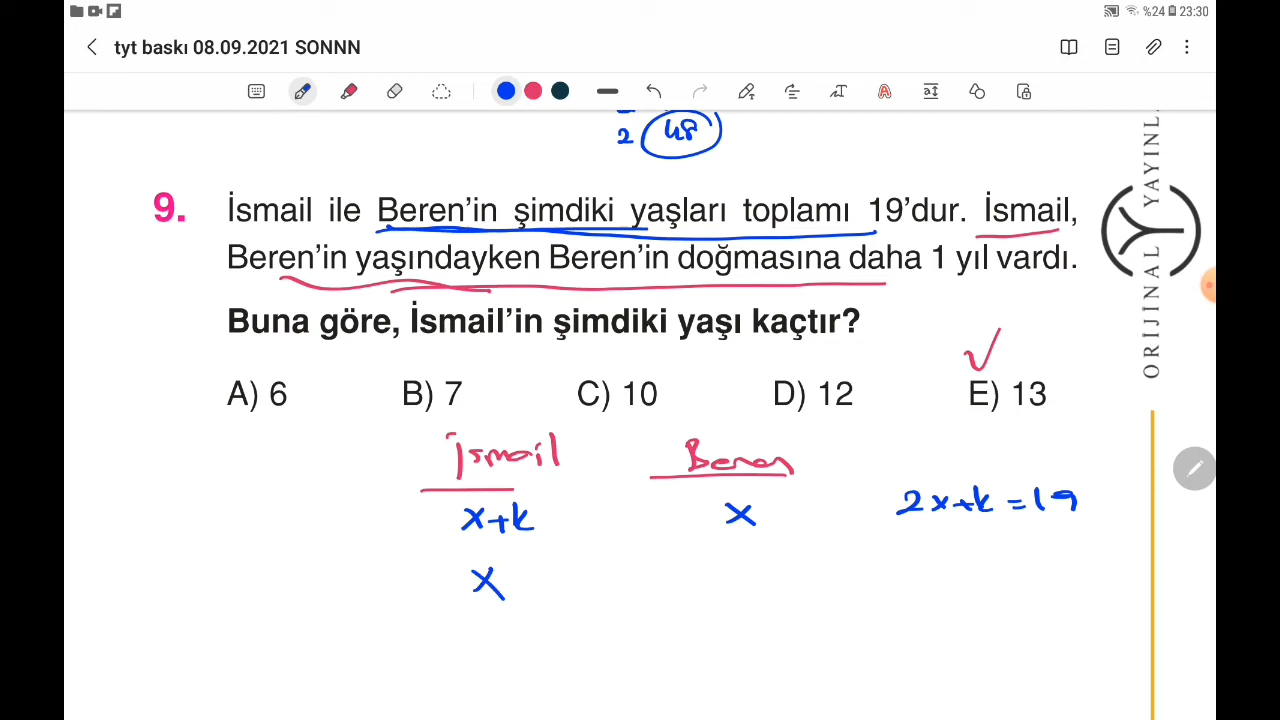 %24 23:30
tyt baskı 08.09.2021 SONNN
2 48
9. İsmail ile Beren'in şimdiki yaşları toplamı 19'dur. İsmail,
Beren'in yaşındayken Beren'in doğmasına daha 1 yıl vardı.
Buna göre, İsmail'in şimdiki yaşı kaçtır?
A) 6 B) 7 C) 10 D) 12 E) 13
İsmail Beren
x+k x 2x+k=19
x
ORİJİNAL YAYINL